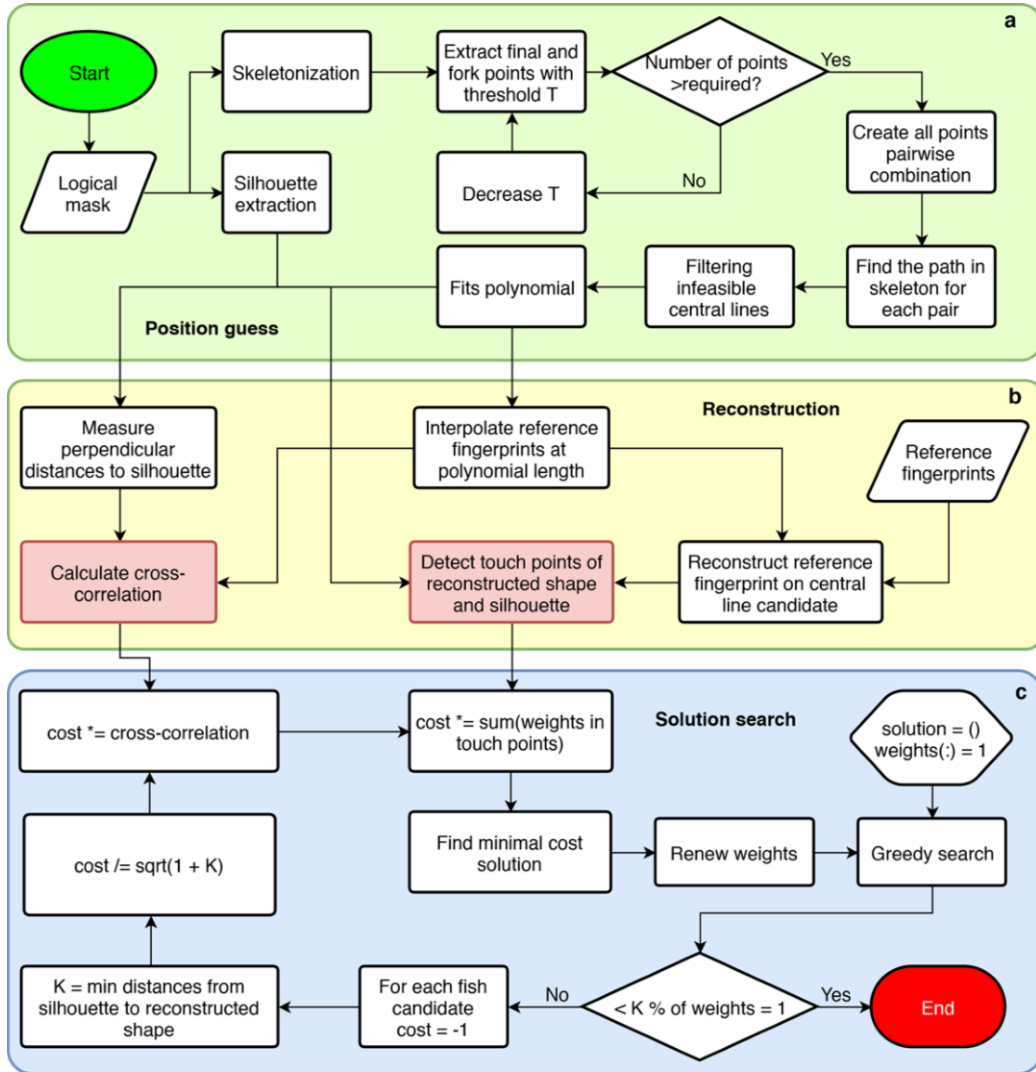 a
Start
Skeletonization
Extract final and
fork points with
threshold T
Number of points
>required?
Yes
Create all points
pairwise
combination
Logical
mask
Silhouette
extraction
Decrease T
No
Fits polynomial
Filtering
infeasible
central lines
Find the path in
skeleton for
each pair
Position guess
b
Reconstruction
Measure
perpendicular
distances to silhouette
Interpolate reference
fingerprints at
polynomial length
Reference
fingerprints
Calculate cross-
correlation
Detect touch points of
reconstructed shape
and silhouette
Reconstruct reference
fingerprint on central
line candidate
c
Solution search
cost *= cross-correlation
cost *= sum(weights in
touch points)
solution = ()
weights(:) = 1
cost /= sqrt(1 + K)
Find minimal cost
solution
Renew weights
Greedy search
K = min distances from
silhouette to reconstructed
shape
For each fish
candidate
cost = -1
No
< K % of weights = 1
Yes
End